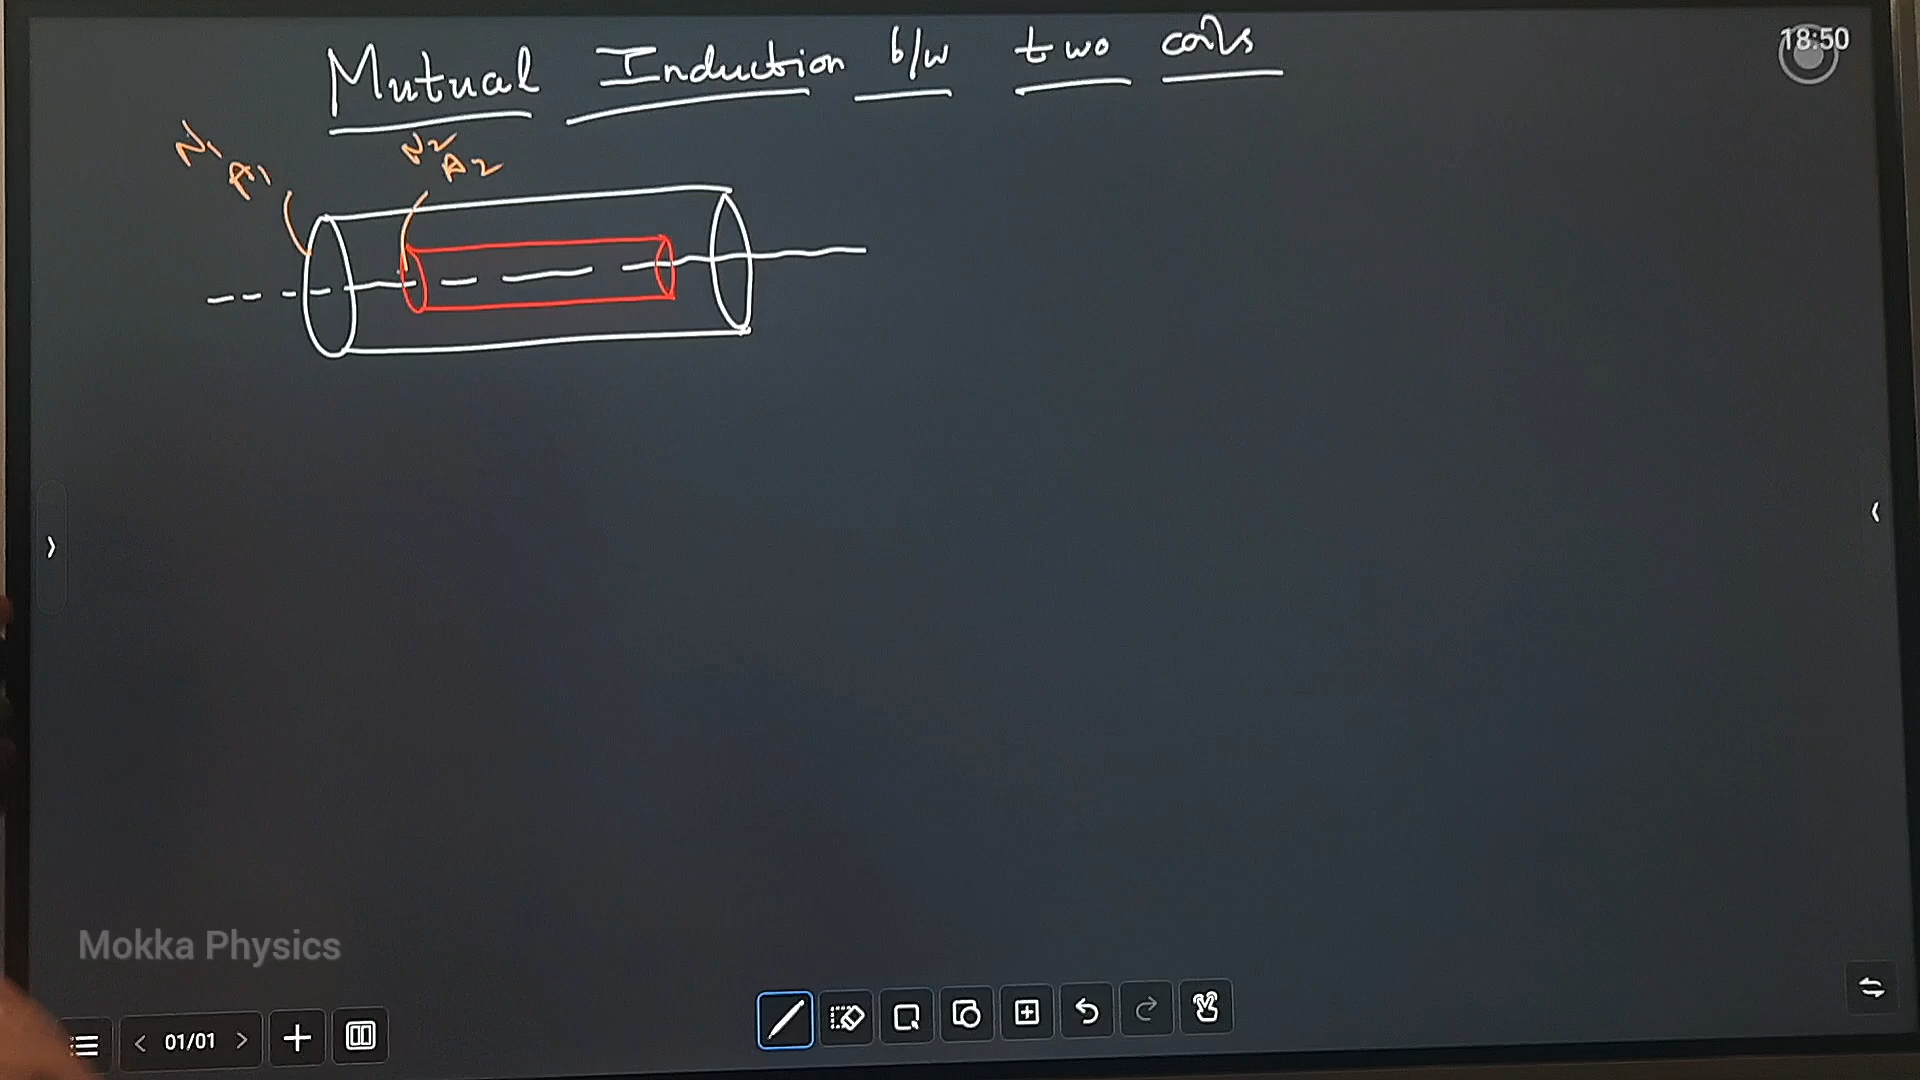 Mutual Induction b/w two coils
18:50
N1
A1
N2
A2
Mokka Physics
01/01